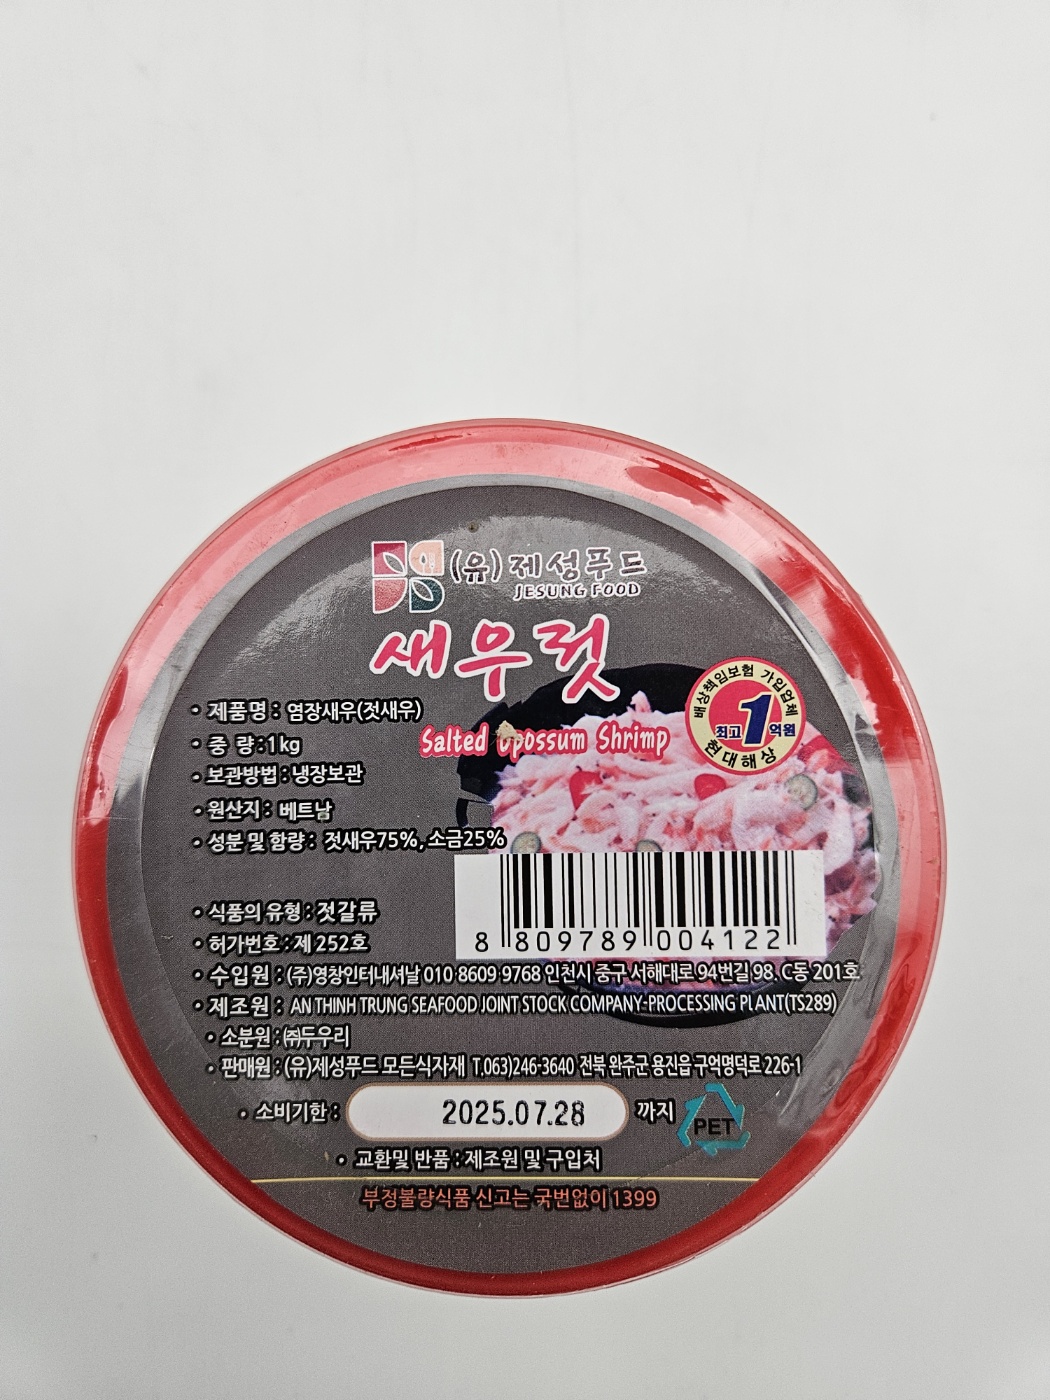 (유)제성푸드
JESUNG FOOD
새우젓
배상책임보험 가입업체
최고 1억원
현대해상
Salted Opossum Shrimp
• 제품명 : 염장새우(젓새우)
• 중 량 : 1kg
• 보관방법 : 냉장보관
• 원산지 : 베트남
• 성분 및 함량 : 젓새우75%, 소금25%
8 809789 004122
• 식품의 유형 : 젓갈류
• 허가번호 : 제 252호
• 수입원 : (주)영창인터내셔날 010·8609·9768 인천시 중구 서해대로 94번길 98. C동 201호
• 제조원 : AN THINH TRUNG SEAFOOD JOINT STOCK COMPANY-PROCESSING PLANT(TS289)
• 소분원 : ㈜두우리
• 판매원 : (유)제성푸드 모든식자재 T.063)246-3640 전북 완주군 용진읍 구억명덕로 226-1
• 소비기한 : 2025.07.28 까지
PET
• 교환및 반품 : 제조원 및 구입처
부정불량식품 신고는 국번없이 1399